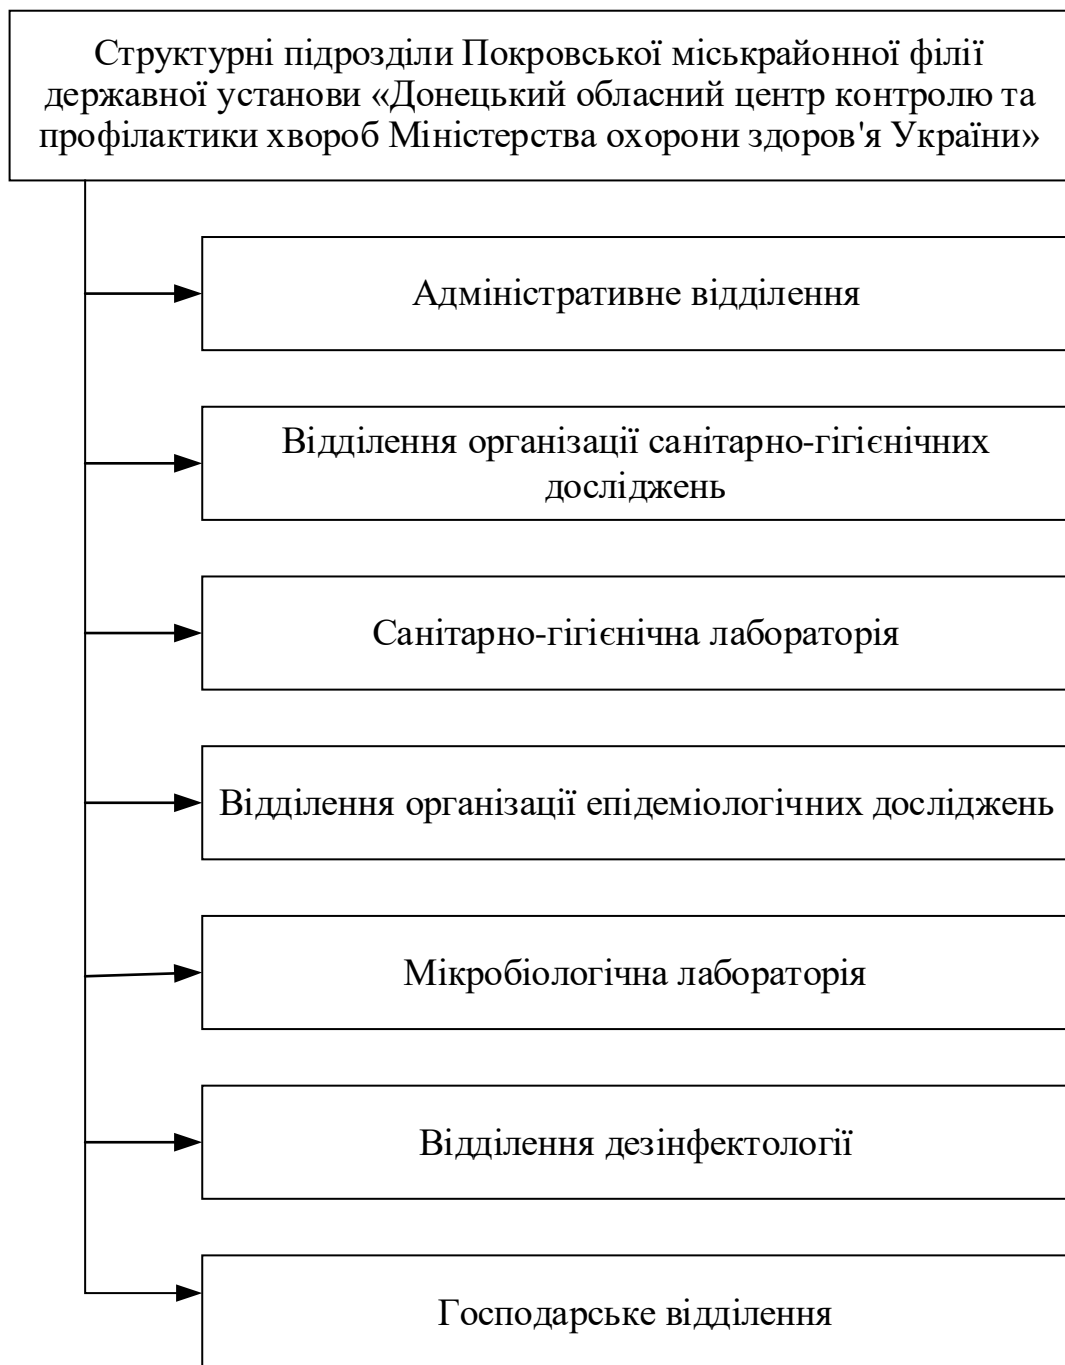 Структурні підрозділи Покровської міськрайонної філії
державної установи «Донецький обласний центр контролю та
профілактики хвороб Міністерства охорони здоров'я України»
Адміністративне відділення
Відділення організації санітарно-гігієнічних
досліджень
Санітарно-гігієнічна лабораторія
Відділення організації епідеміологічних досліджень
Мікробіологічна лабораторія
Відділення дезінфектології
Господарське відділення